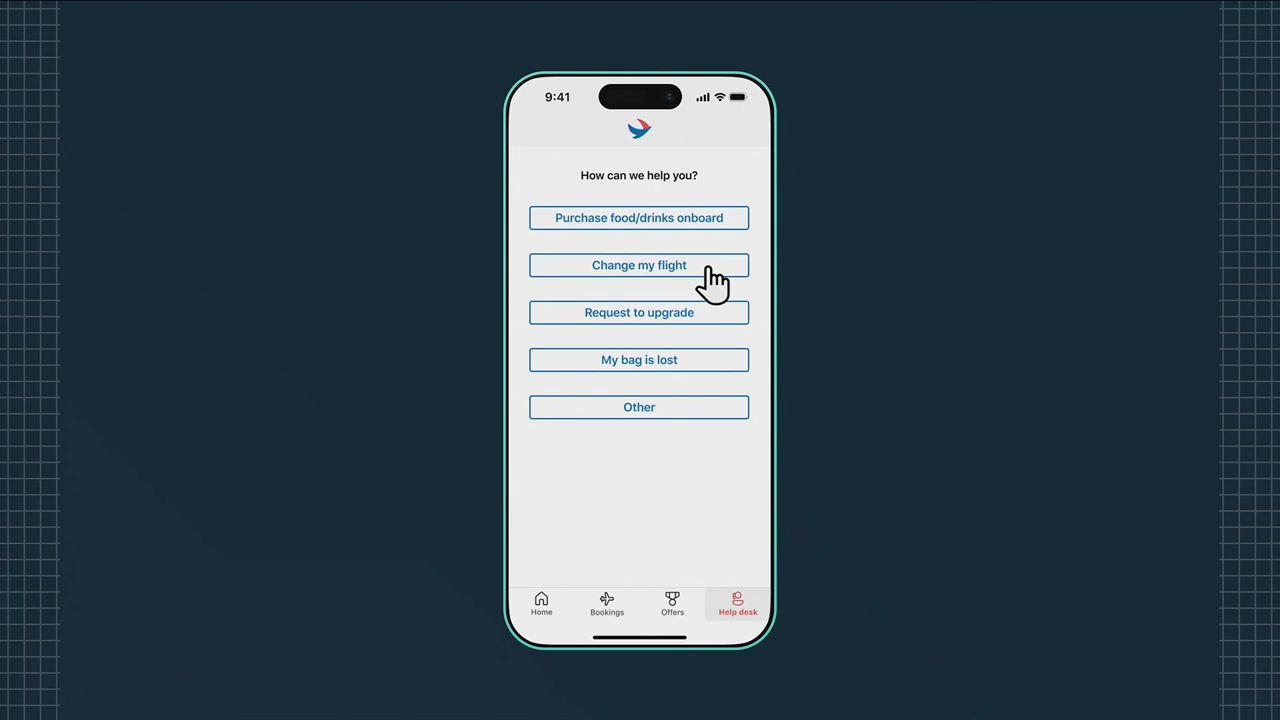 9:41
How can we help you?
Purchase food/drinks onboard
Change my flight
Request to upgrade
My bag is lost
Other
Home
Bookings
Offers
Help desk